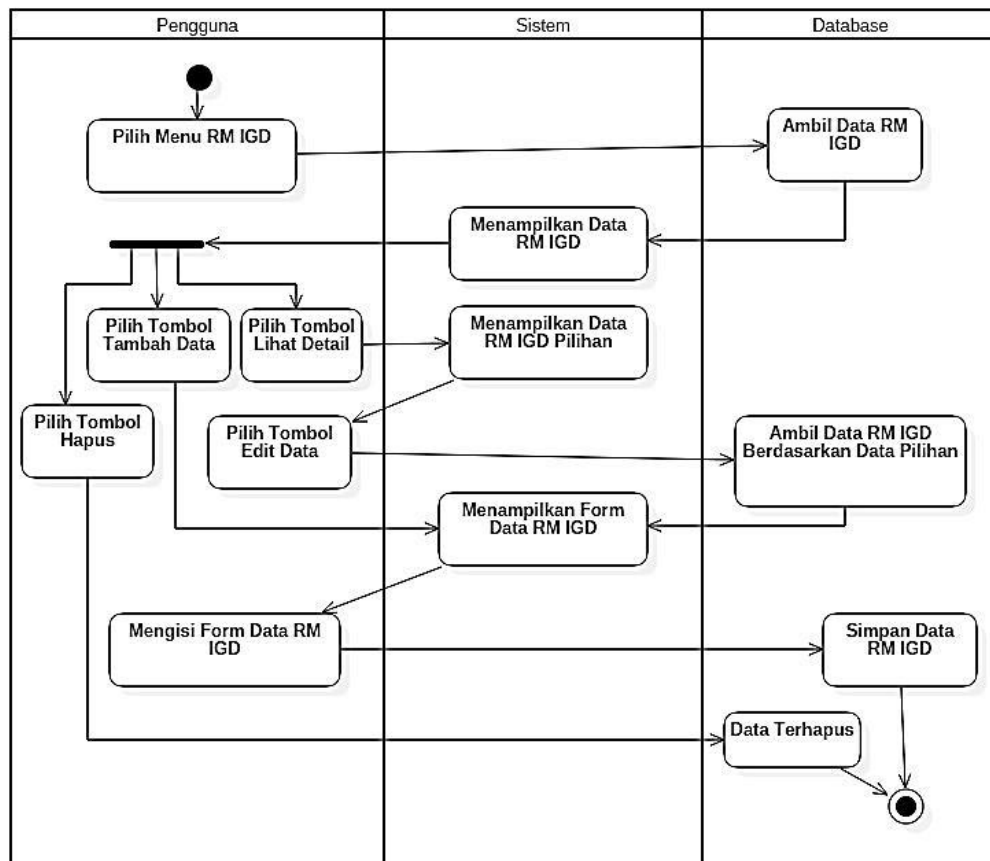 Pengguna
Sistem
Database
Pilih Menu RM IGD
Ambil Data RM
IGD
Menampilkan Data
RM IGD
Pilih Tombol
Tambah Data
Pilih Tombol
Lihat Detail
Menampilkan Data
RM IGD Pilihan
Pilih Tombol
Hapus
Pilih Tombol
Edit Data
Ambil Data RM IGD
Berdasarkan Data Pilihan
Menampilkan Form
Data RM IGD
Mengisi Form Data RM
IGD
Simpan Data
RM IGD
Data Terhapus